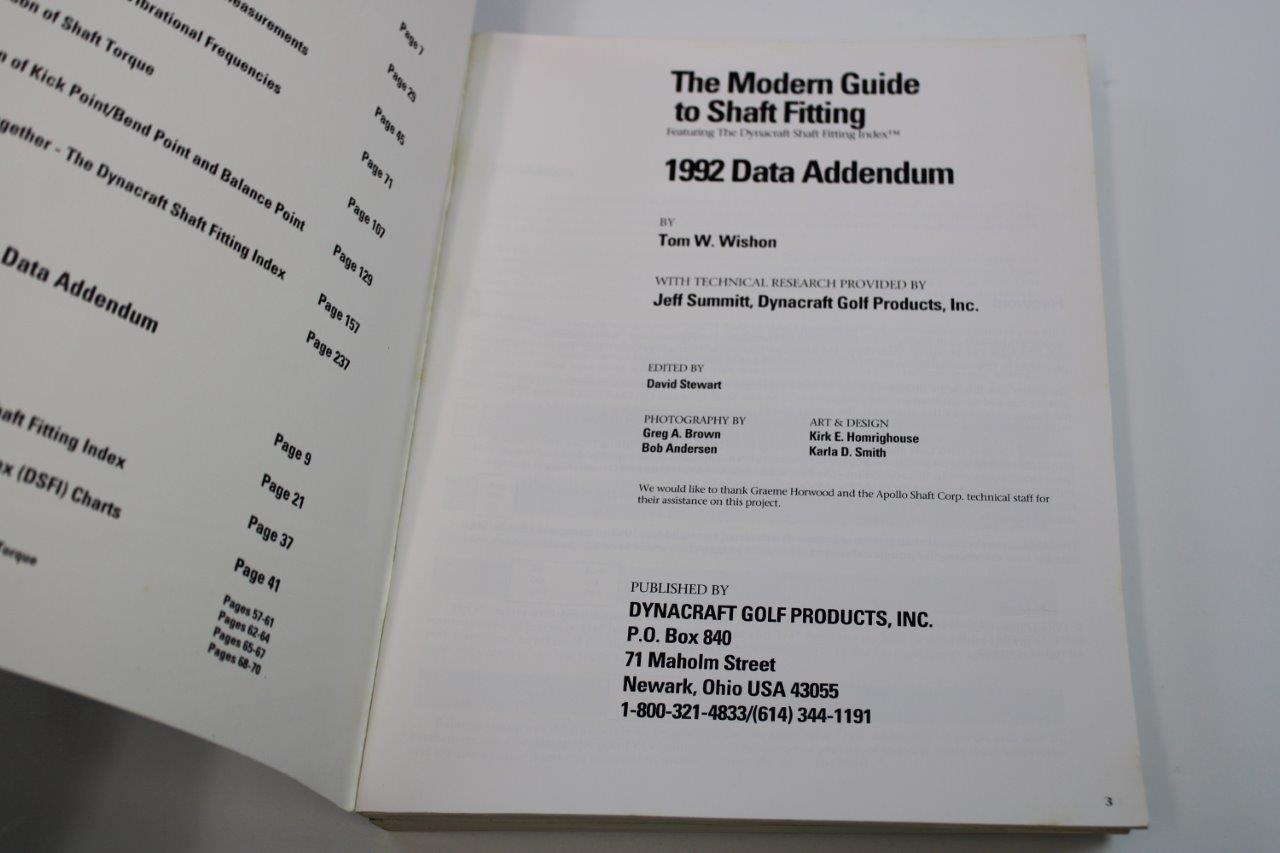 easurements
ibrational Frequencies
on of Shaft Torque
n of Kick Point/Bend Point and Balance Point
gether - The Dynacraft Shaft Fitting Index
Data Addendum
aft Fitting Index
x (DSFI) Charts
Torque
Page 7
Page 29
Page 45
Page 71
Page 107
Page 129
Page 157
Page 237
Page 9
Page 21
Page 37
Page 41
Pages 57-61
Pages 62-64
Pages 65-67
Pages 68-70
The Modern Guide
to Shaft Fitting
Featuring The Dynacraft Shaft Fitting Index™
1992 Data Addendum
BY
Tom W. Wishon
WITH TECHNICAL RESEARCH PROVIDED BY
Jeff Summitt, Dynacraft Golf Products, Inc.
EDITED BY
David Stewart
PHOTOGRAPHY BY
Greg A. Brown
Bob Andersen
ART & DESIGN
Kirk E. Homrighouse
Karla D. Smith
We would like to thank Graeme Horwood and the Apollo Shaft Corp. technical staff for
their assistance on this project.
PUBLISHED BY
DYNACRAFT GOLF PRODUCTS, INC.
P.O. Box 840
71 Maholm Street
Newark, Ohio USA 43055
1-800-321-4833/(614) 344-1191
3